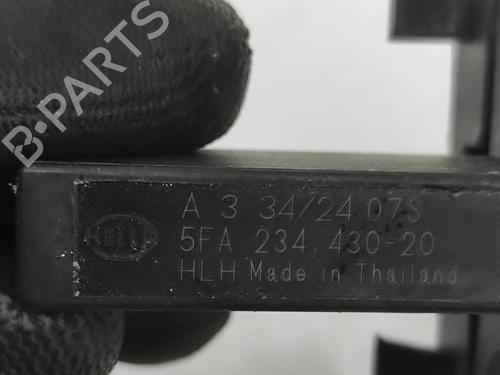 B-PARTS
A 3 34/24 07S
HELLA
5FA 234 430-20
HLH Made in Thailand